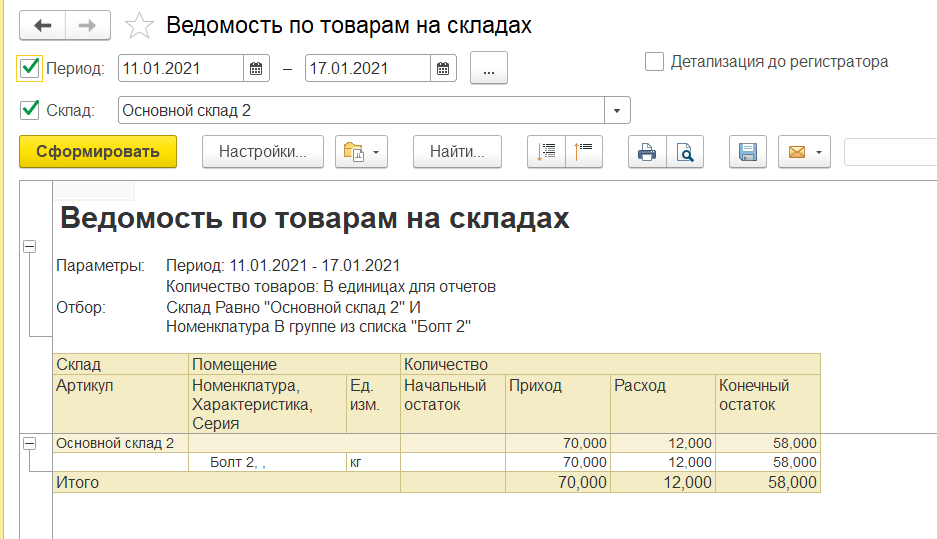 Ведомость по товарам на складах
Период: 11.01.2021 – 17.01.2021 ... Детализация до регистратора
Склад: Основной склад 2
Сформировать Настройки... Найти...
Ведомость по товарам на складах
Параметры: Период: 11.01.2021 - 17.01.2021
Количество товаров: В единицах для отчетов
Отбор: Склад Равно "Основной склад 2" И
Номенклатура В группе из списка "Болт 2"
Склад Помещение Количество
Артикул Номенклатура, Ед. Начальный Приход Расход Конечный
Характеристика, изм. остаток остаток
Серия
Основной склад 2 70,000 12,000 58,000
Болт 2, , кг 70,000 12,000 58,000
Итого 70,000 12,000 58,000